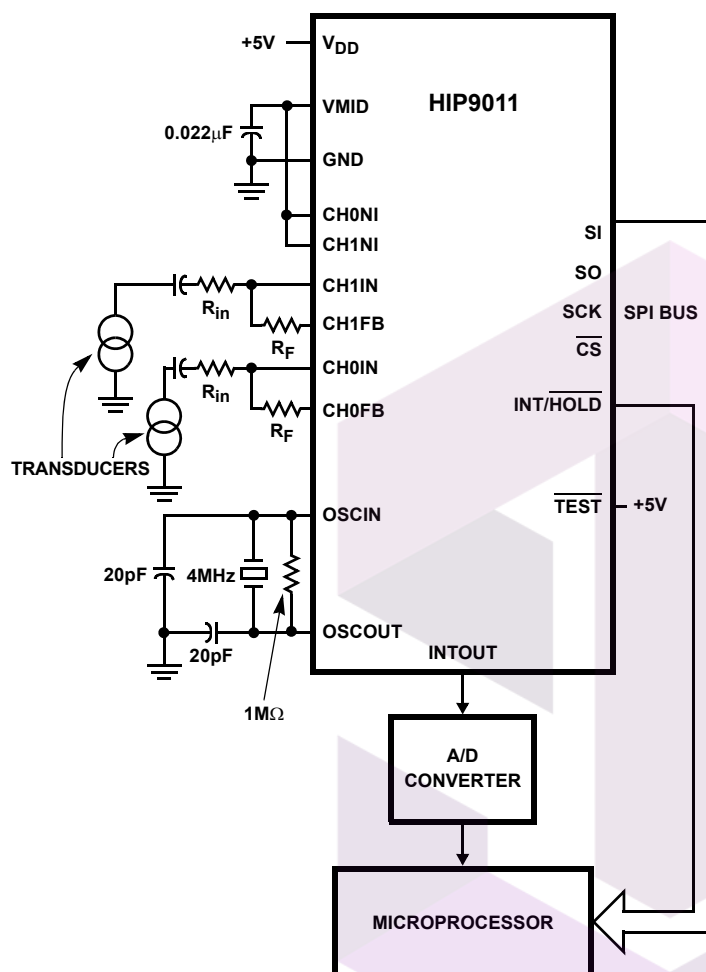 +5V
VDD
HIP9011
VMID
0.022µF
GND
CH0NI
CH1NI
SI
SO
CH1IN
Rin
SCK
SPI BUS
CH1FB
RF
CS
CH0IN
Rin
INT/HOLD
CH0FB
RF
TRANSDUCERS
OSCIN
TEST
+5V
20pF
4MHz
OSCOUT
20pF
INTOUT
1MΩ
A/D
CONVERTER
MICROPROCESSOR